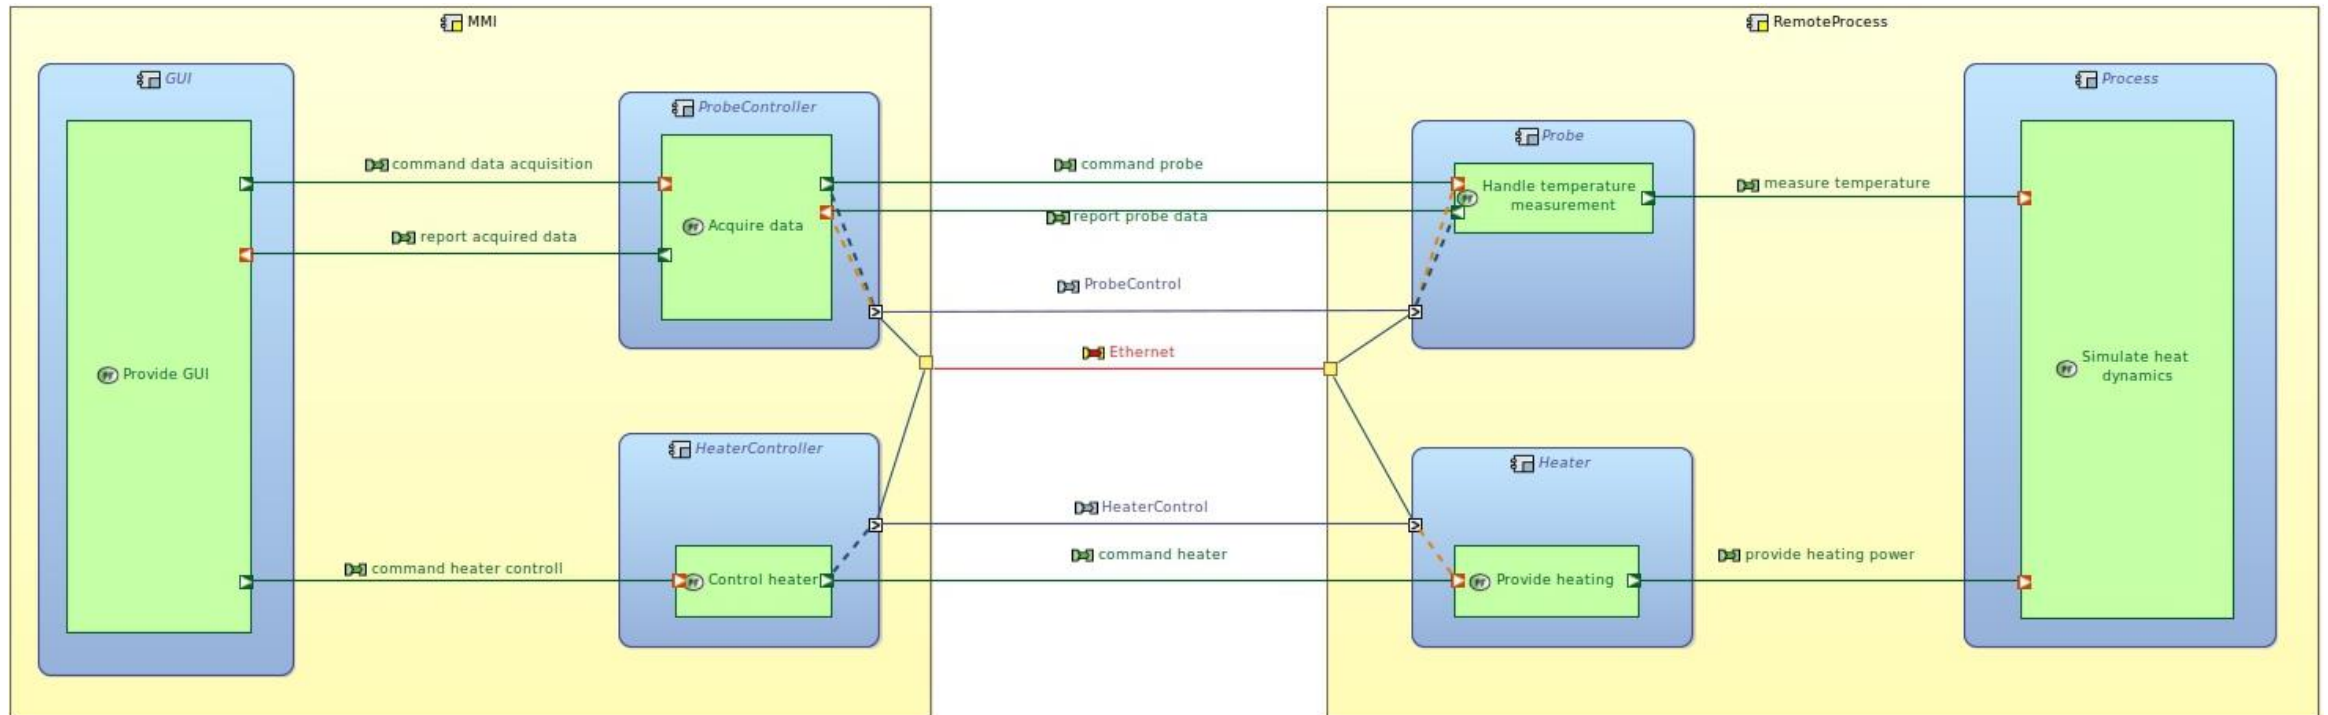 MMI
RemoteProcess
GUI
Process
ProbeController
Probe
command data acquisition
command probe
Handle temperature
measurement
measure temperature
report probe data
Acquire data
report acquired data
ProbeControl
Ethernet
Provide GUI
Simulate heat
dynamics
HeaterController
Heater
HeaterControl
command heater
provide heating power
command heater controll
Control heater
Provide heating